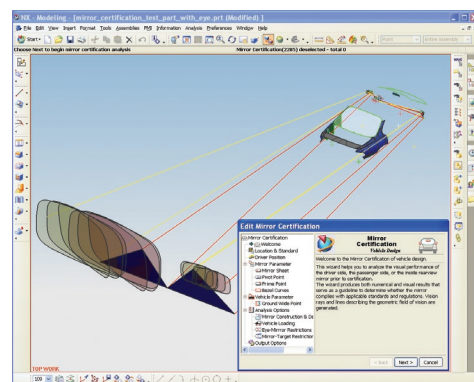 NX - Modeling - [mirror_certification_test_part_with_eye.prt (Modified) ]
File Edit View Insert Format Tools Assemblies PMI Information Analysis Preferences Window Help
Start
Choose Next to begin mirror certification analysis
Mirror Certification(2285) deselected - total 0
Edit Mirror Certification
Mirror Certification
Welcome
Location & Standard
Driver Position
Mirror Parameter
Mirror Sheet
Pivot Point
Prime Point
Bezel Curves
Vehicle Parameter
Ground Wide Point
Analysis Options
Mirror Construction & Di
Vehicle Loading
Eye-Mirror Restrictions
Mirror-Target Restriction
Output Options
Mirror
Certification
Vehicle Design
Welcome to the Mirror Certification of vehicle design.
This wizard helps you to analyze the visual performance of
the driver side, the passenger side, or the inside rearview
mirror prior to certification.
The wizard produces both numerical and visual results that
serve as a guideline to determine whether the mirror
complies with applicable standards and regulations. Vision
rays and lines describing the geometric field of vision are
generated.
< Back
Next >
Cancel
TOP WORK
100